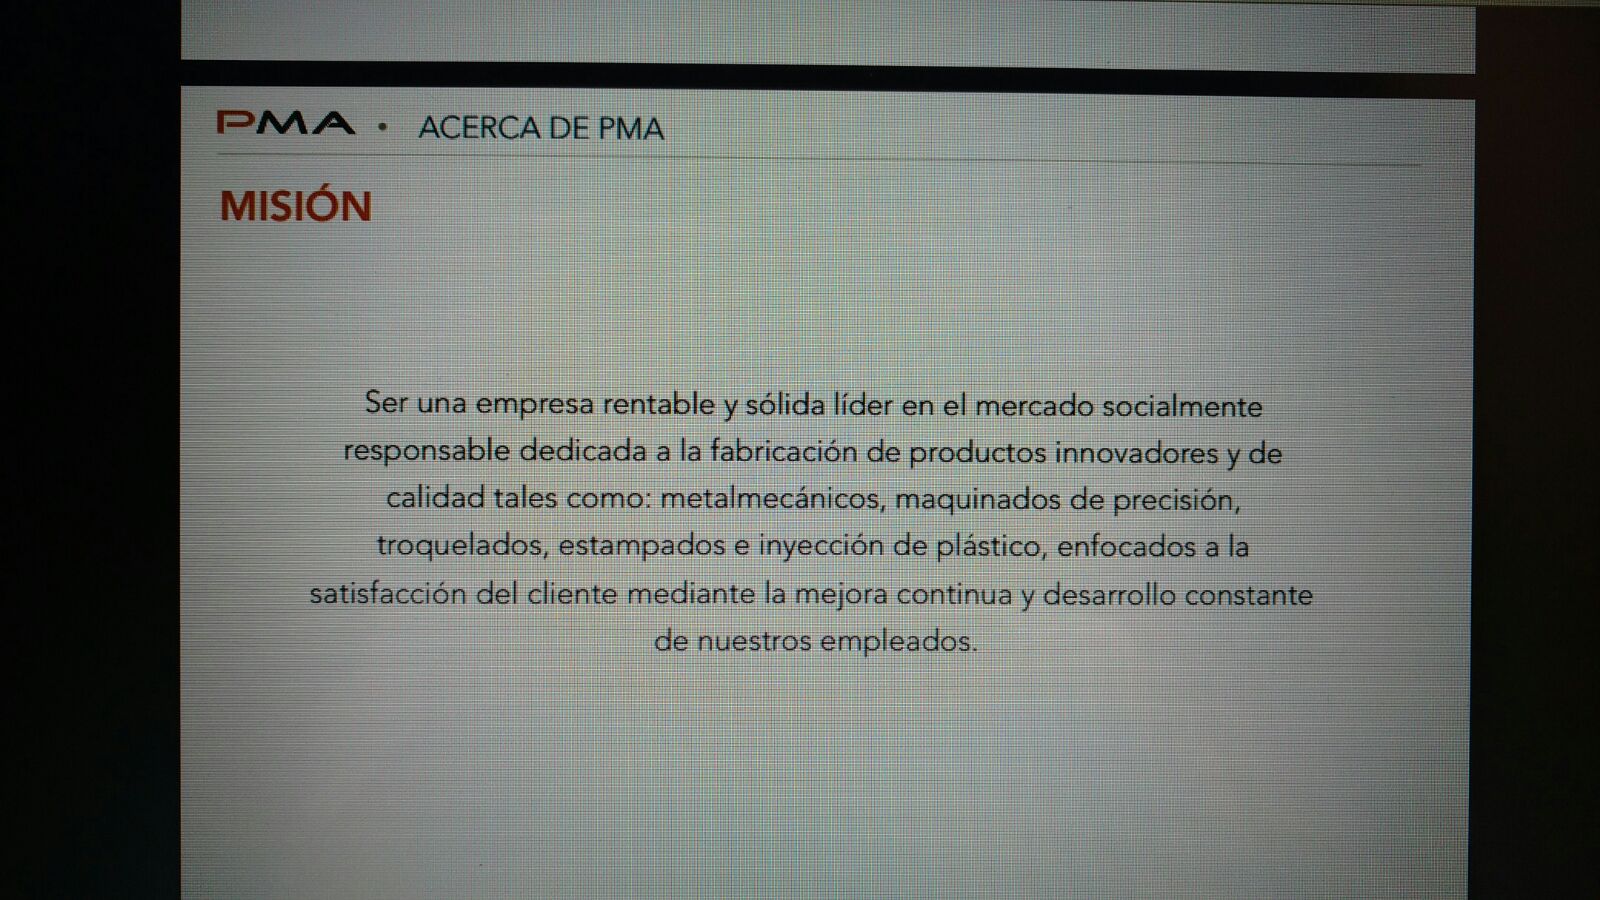 PMA • ACERCA DE PMA
MISIÓN
Ser una empresa rentable y sólida líder en el mercado socialmente
responsable dedicada a la fabricación de productos innovadores y de
calidad tales como: metalmecánicos, maquinados de precisión,
troquelados, estampados e inyección de plástico, enfocados a la
satisfacción del cliente mediante la mejora continua y desarrollo constante
de nuestros empleados.